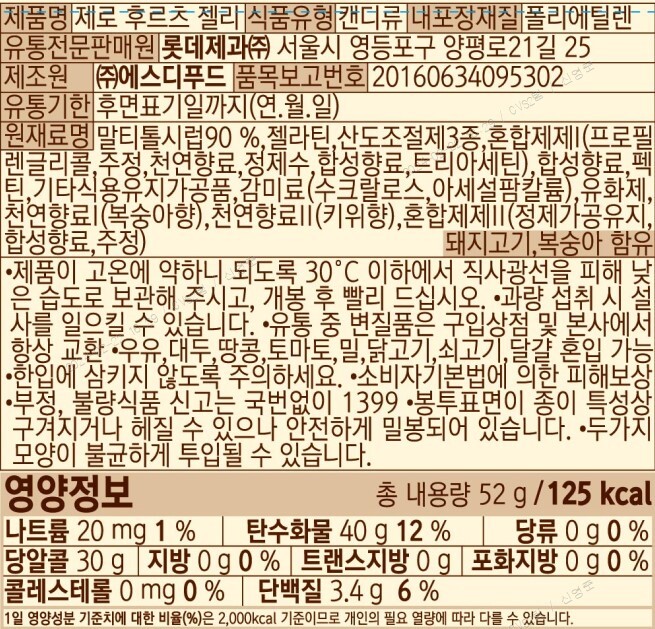 제품명 제로 후르츠 젤리 식품유형 캔디류 내포장재질 폴리에틸렌
유통전문판매원 롯데제과㈜ 서울시 영등포구 양평로21길 25
제조원 ㈜에스디푸드 품목보고번호 20160634095302
유통기한 후면표기일까지(연.월.일)
원재료명 말티톨시럽90 %,젤라틴,산도조절제3종,혼합제제I(프로필
렌글리콜,주정,천연향료,정제수,합성향료,트리아세틴),합성향료,펙
틴,기타식용유지가공품,감미료(수크랄로스,아세설팜칼륨),유화제,
천연향료I(복숭아향),천연향료II(키위향),혼합제제II(정제가공유지,
합성향료,주정) 돼지고기,복숭아 함유
•제품이 고온에 약하니 되도록 30˚C 이하에서 직사광선을 피해 낮
은 습도로 보관해 주시고, 개봉 후 빨리 드십시오. •과량 섭취 시 설
사를 일으킬 수 있습니다. •유통 중 변질품은 구입상점 및 본사에서
항상 교환 •우유,대두,땅콩,토마토,밀,닭고기,쇠고기,달걀 혼입 가능
•한입에 삼키지 않도록 주의하세요. •소비자기본법에 의한 피해보상
•부정, 불량식품 신고는 국번없이 1399 •봉투표면이 종이 특성상
구겨지거나 헤질 수 있으나 안전하게 밀봉되어 있습니다. •두가지
모양이 불균하게 투입될 수 있습니다.
영양정보 총 내용량 52 g / 125 kcal
나트륨 20 mg 1 % 탄수화물 40 g 12 % 당류 0 g 0 %
당알콜 30 g 지방 0 g 0 % 트랜스지방 0 g 포화지방 0 g 0 %
콜레스테롤 0 mg 0 % 단백질 3.4 g 6 %
1일 영양성분 기준치에 대한 비율(%)은 2,000kcal 기준이므로 개인의 필요 열량에 따라 다를 수 있습니다.